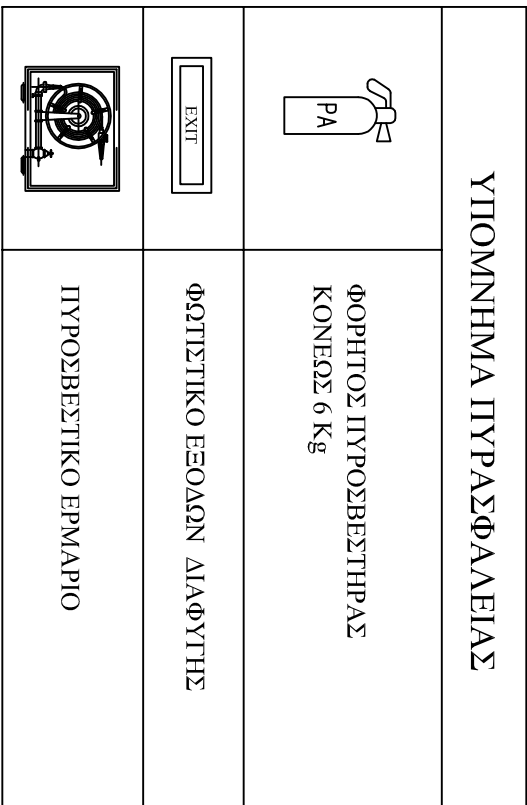 ΥΠΟΜΝΗΜΑ ΠΥΡΑΣΦΑΛΕΙΑΣ
PA
ΦΟΡΗΤΟΣ ΠΥΡΟΣΒΕΣΤΗΡΑΣ
ΚΟΝΕΩΣ 6 Kg
EXIT
ΦΩΤΙΣΤΙΚΟ ΕΞΟΔΩΝ ΔΙΑΦΥΓΗΣ
ΠΥΡΟΣΒΕΣΤΙΚΟ ΕΡΜΑΡΙΟ